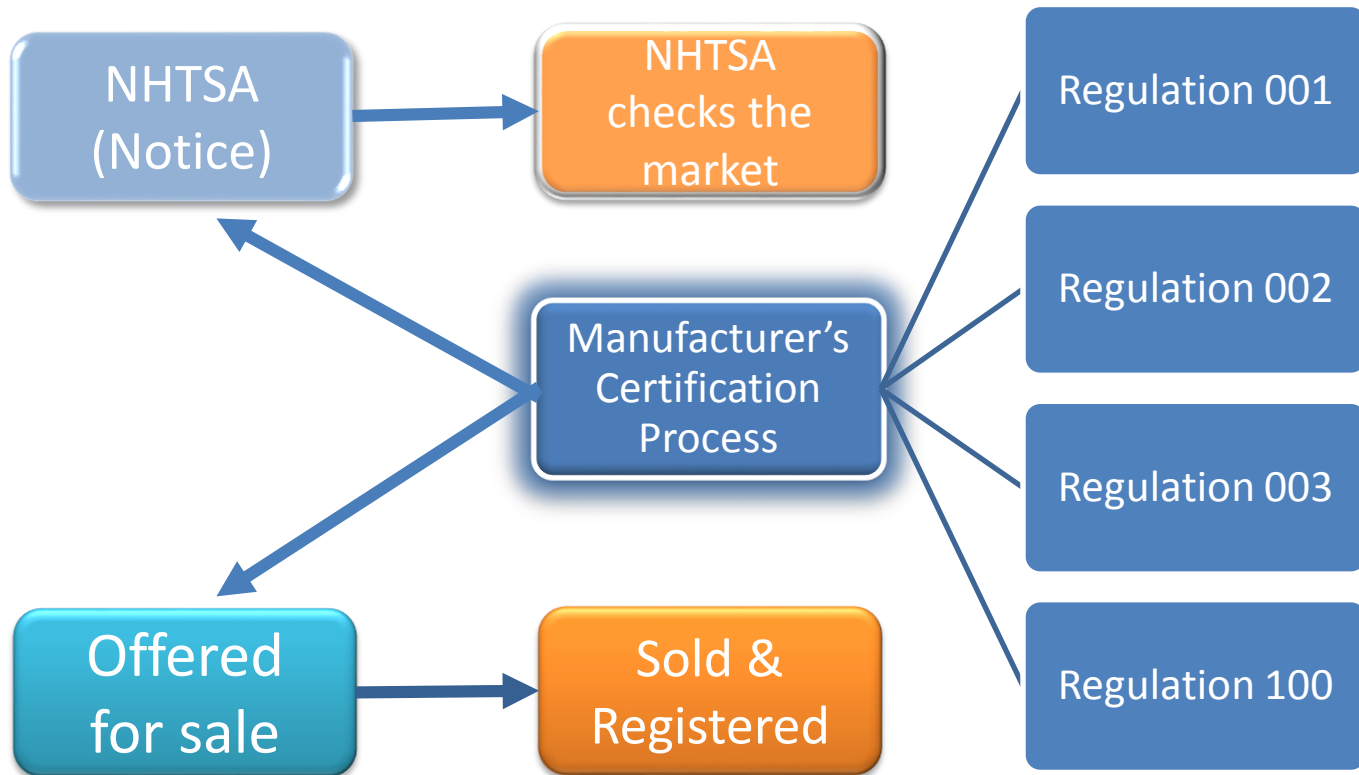 NHTSA
(Notice)
NHTSA
checks the
market
Regulation 001
Regulation 002
Manufacturer’s
Certification
Process
Regulation 003
Offered
for sale
Sold &
Registered
Regulation 100